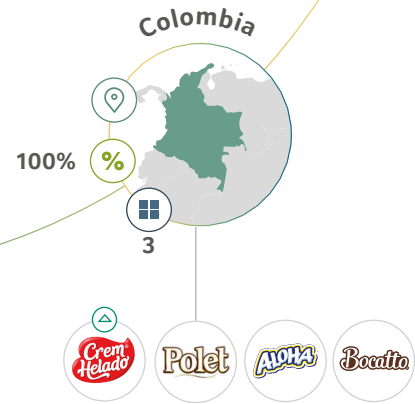 Colombia
100%
%
3
Crem
Helado
Polet
ALOHA
Bocatto